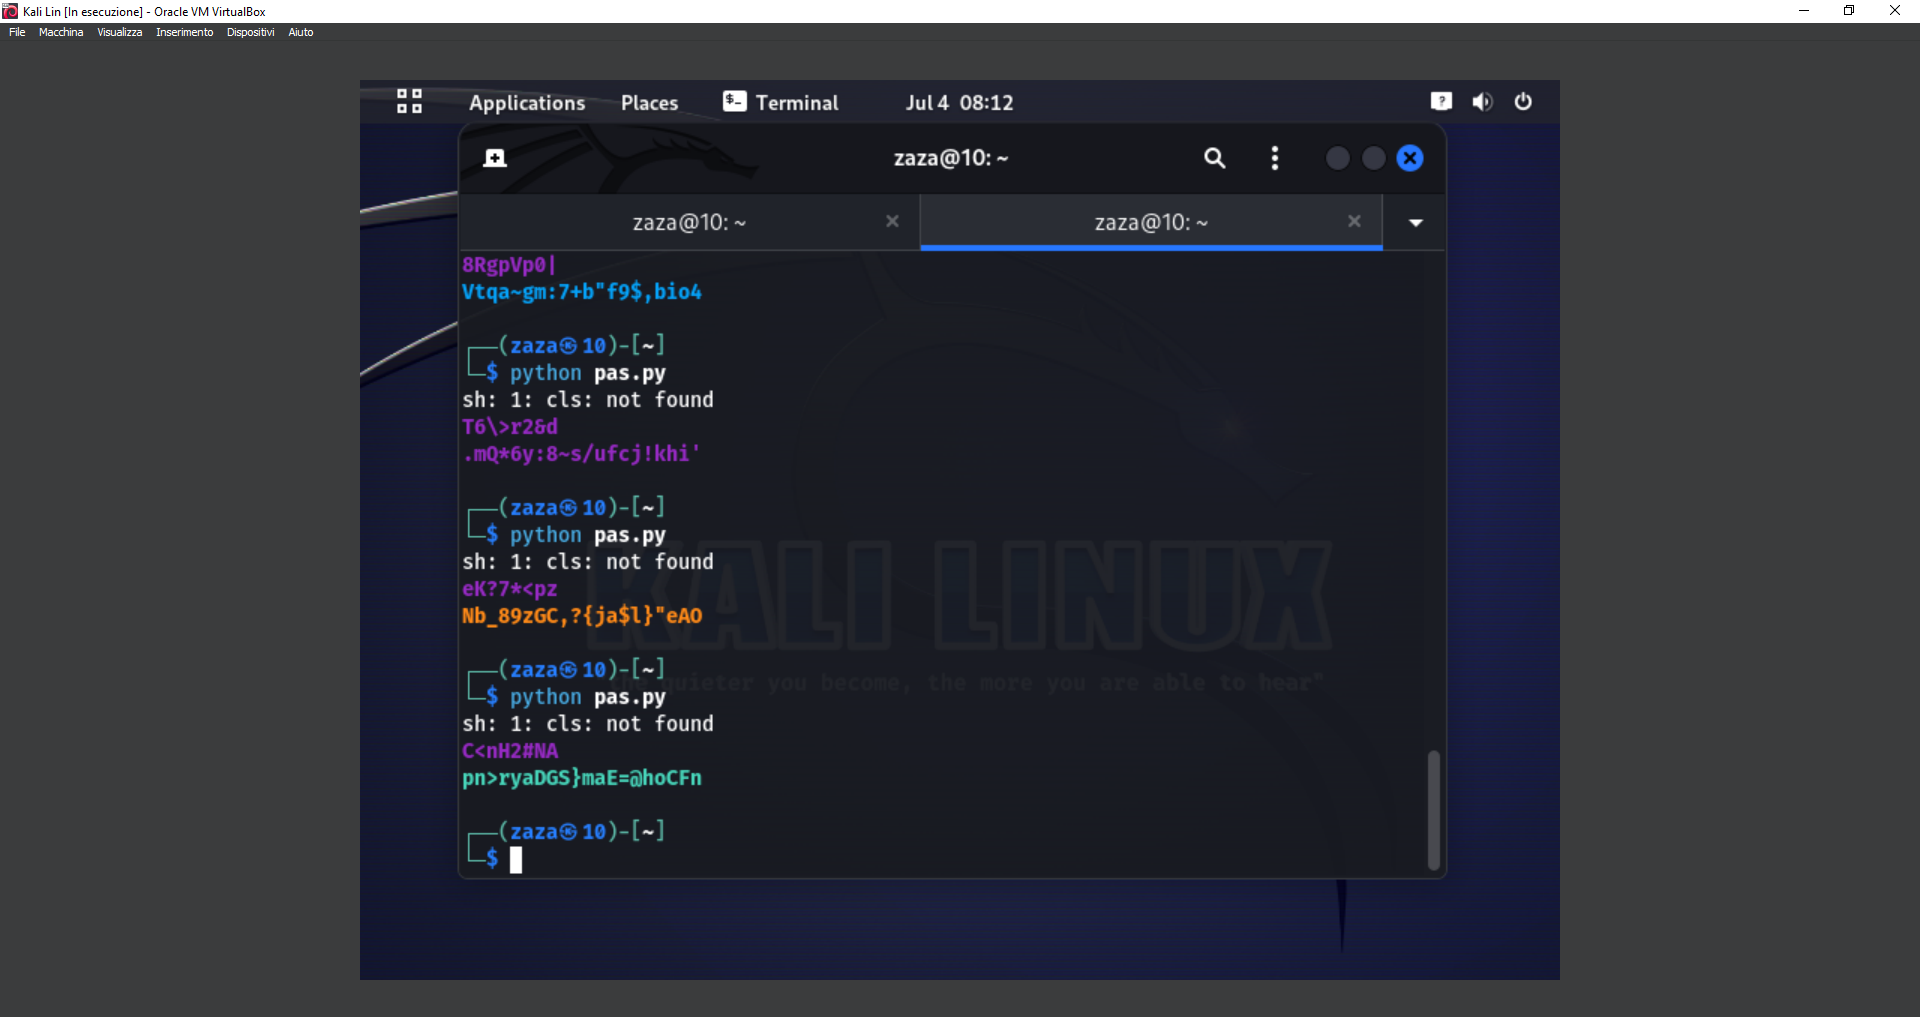 Kali Lin [In esecuzione] - Oracle VM VirtualBox
File Macchina Visualizza Inserimento Dispositivi Aiuto
Applications Places Terminal Jul 4 08:12
zaza@10: ~
zaza@10: ~ zaza@10: ~
8RgpVp0|
Vtqa~gm:7+b"f9$,bio4
┌──(zaza㉿10)-[~]
└─$ python pas.py
sh: 1: cls: not found
T6\>r2&d
.mQ*6y:8~s/ufcj!khi'
┌──(zaza㉿10)-[~]
└─$ python pas.py
sh: 1: cls: not found
eK?7*<pz
Nb_89zGC,?{ja$l}"eAO
┌──(zaza㉿10)-[~]
└─$ python pas.py
sh: 1: cls: not found
C<nH2#NA
pn>ryaDGS}maE=@hoCFn
┌──(zaza㉿10)-[~]
└─$
KALI LINUX
"the quieter you become, the more you are able to hear"